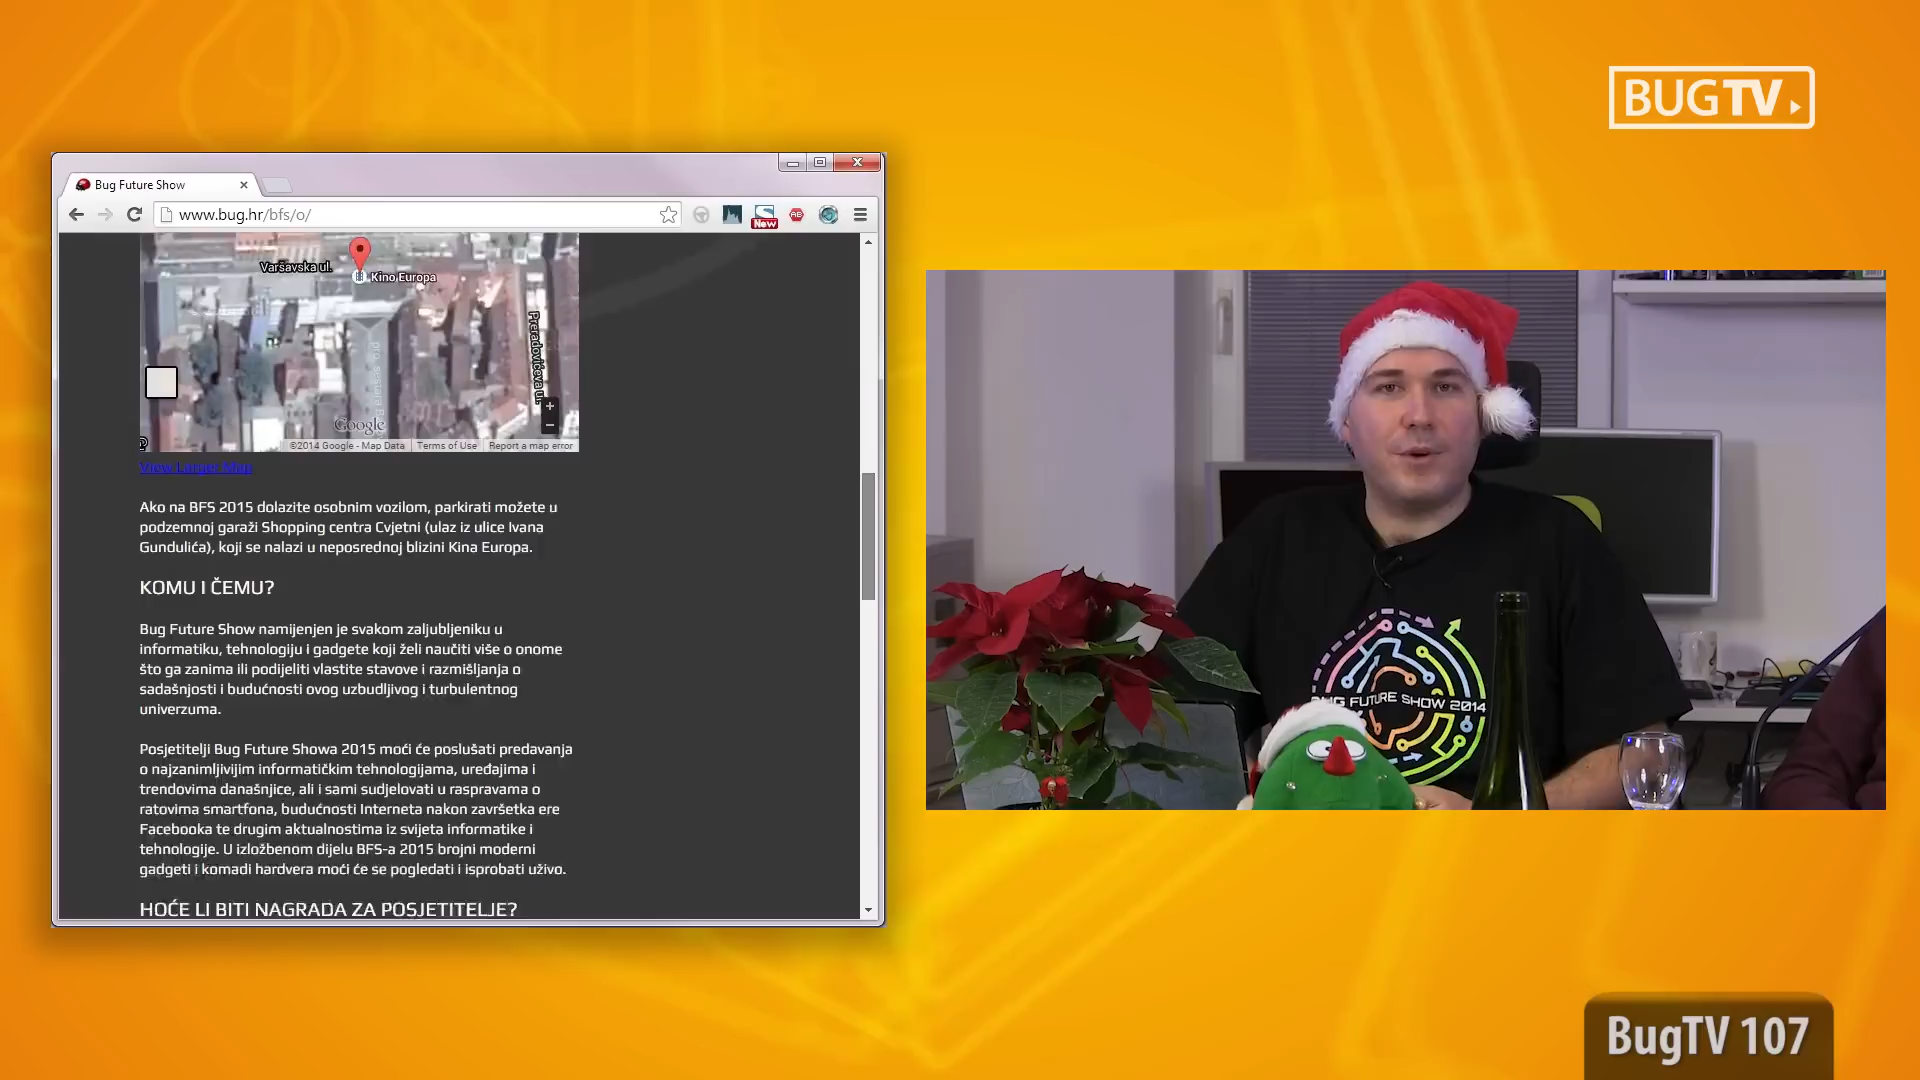 BUGTV
Bug Future Show
www.bug.hr/bfs/o/
New
Varšavska ul.
Kino Europa
Preradovićeva ul.
Google
©2014 Google - Map Data
Terms of Use
Report a map error
View Larger Map
Ako na BFS 2015 dolazite osobnim vozilom, parkirati možete u
podzemnoj garaži Shopping centra Cvjetni (ulaz iz ulice Ivana
Gundulića), koji se nalazi u neposrednoj blizini Kina Europa.
KOMU I ČEMU?
Bug Future Show namijenjen je svakom zaljubljeniku u
informatiku, tehnologiju i gadgete koji želi naučiti više o onome
što ga zanima ili podijeliti vlastite stavove i razmišljanja o
sadašnjosti i budućnosti ovog uzbudljivog i turbulentnog
univerzuma.
Posjetitelji Bug Future Showa 2015 moći će poslušati predavanja
o najzanimljivijim informatičkim tehnologijama, uređajima i
trendovima današnjice, ali i sami sudjelovati u raspravama o
ratovima smartfona, budućnosti Interneta nakon završetka ere
Facebooka te drugim aktualnostima iz svijeta informatike i
tehnologije. U izložbenom dijelu BFS-a 2015 brojni moderni
gadgeti i komadi hardvera moći će se pogledati i isprobati uživo.
HOĆE LI BITI NAGRADA ZA POSJETITELJE?
BUG FUTURE SHOW 2014
BugTV 107